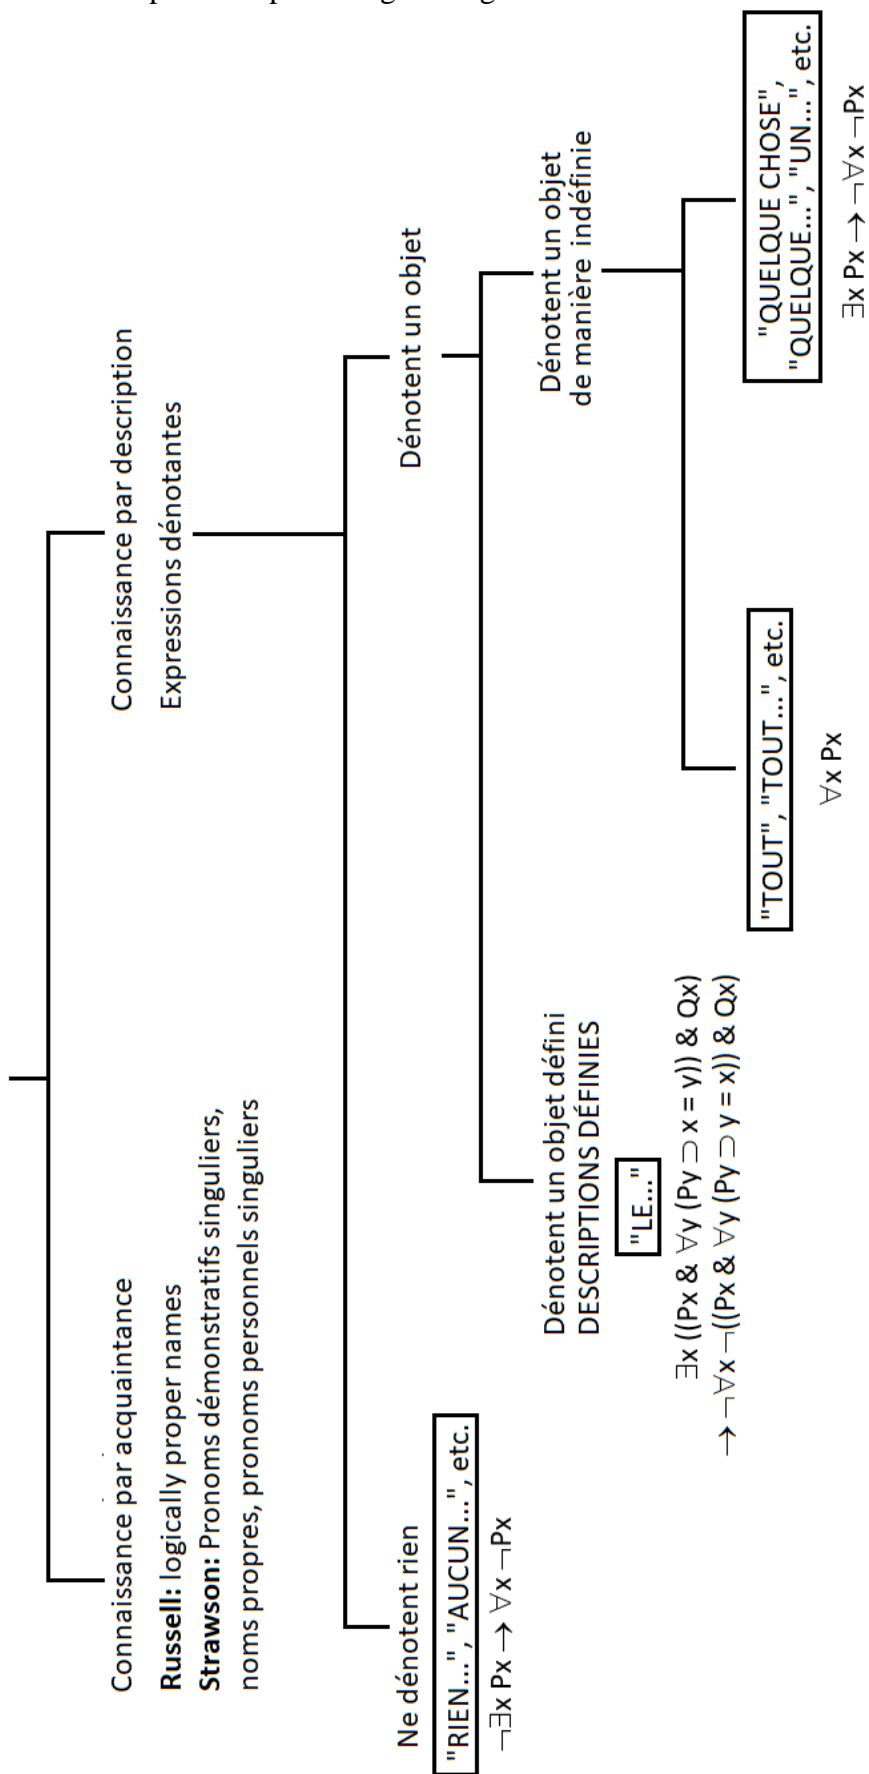 Connaissance par acquaintance
Russell: logically proper names
Strawson: Pronoms démonstratifs singuliers,
noms propres, pronoms personnels singuliers
Connaissance par description
Expressions dénotantes
Ne dénotent rien
"RIEN...", "AUCUN...", etc.
¬∃x Px → ∀x ¬Px
Dénotent un objet
Dénotent un objet défini
DESCRIPTIONS DÉFINIES
"LE..."
∃x ((Px & ∀y (Py ⊃ x = y)) & Qx)
→ ¬∀x ¬((Px & ∀y (Py ⊃ y = x)) & Qx)
Dénotent un objet
de manière indéfinie
"TOUT", "TOUT...", etc.
∀x Px
"QUELQUE CHOSE",
"QUELQUE...", "UN...", etc.
∃x Px → ¬∀x ¬Px